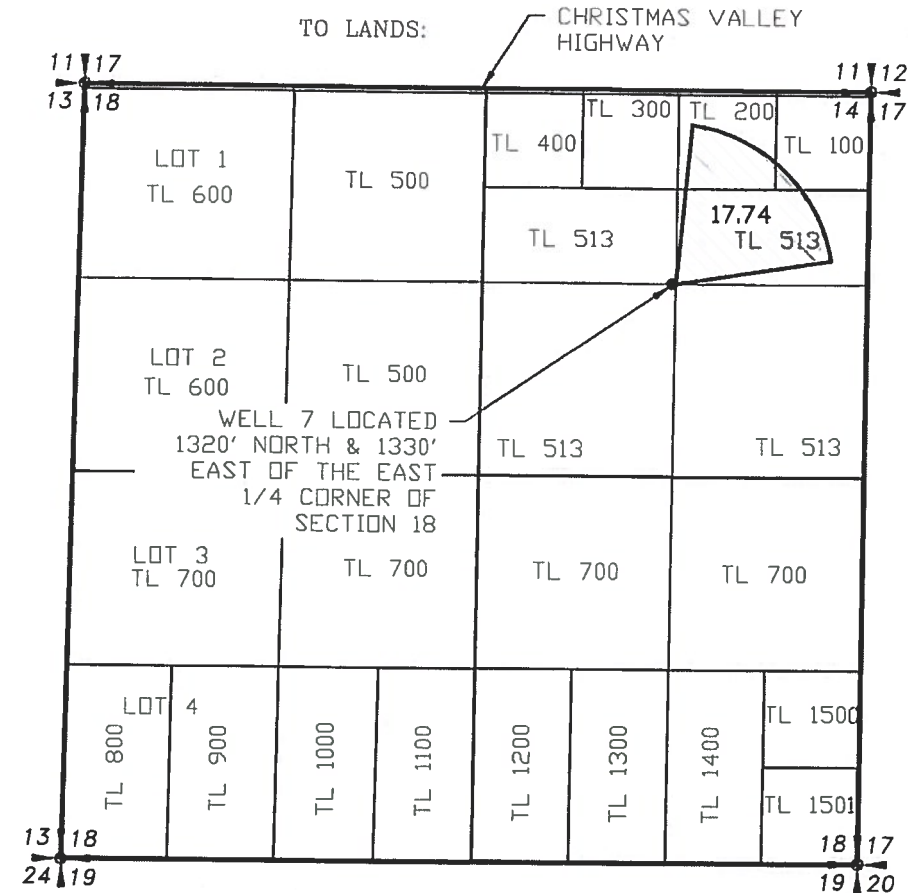 TO LANDS:
CHRISTMAS VALLEY
HIGHWAY
11 17
13 18
11 12
14 17
LOT 1
TL 600
TL 500
TL 400
TL 300
TL 200
TL 100
17.74
TL 513
TL 513
LOT 2
TL 600
TL 500
WELL 7 LOCATED
1320' NORTH & 1330'
EAST OF THE EAST
1/4 CORNER OF
SECTION 18
TL 513
TL 513
LOT 3
TL 700
TL 700
TL 700
TL 700
LOT 4
TL 800
TL 900
TL 1000
TL 1100
TL 1200
TL 1300
TL 1400
TL 1500
TL 1501
13 18
24 19
18 17
19 20